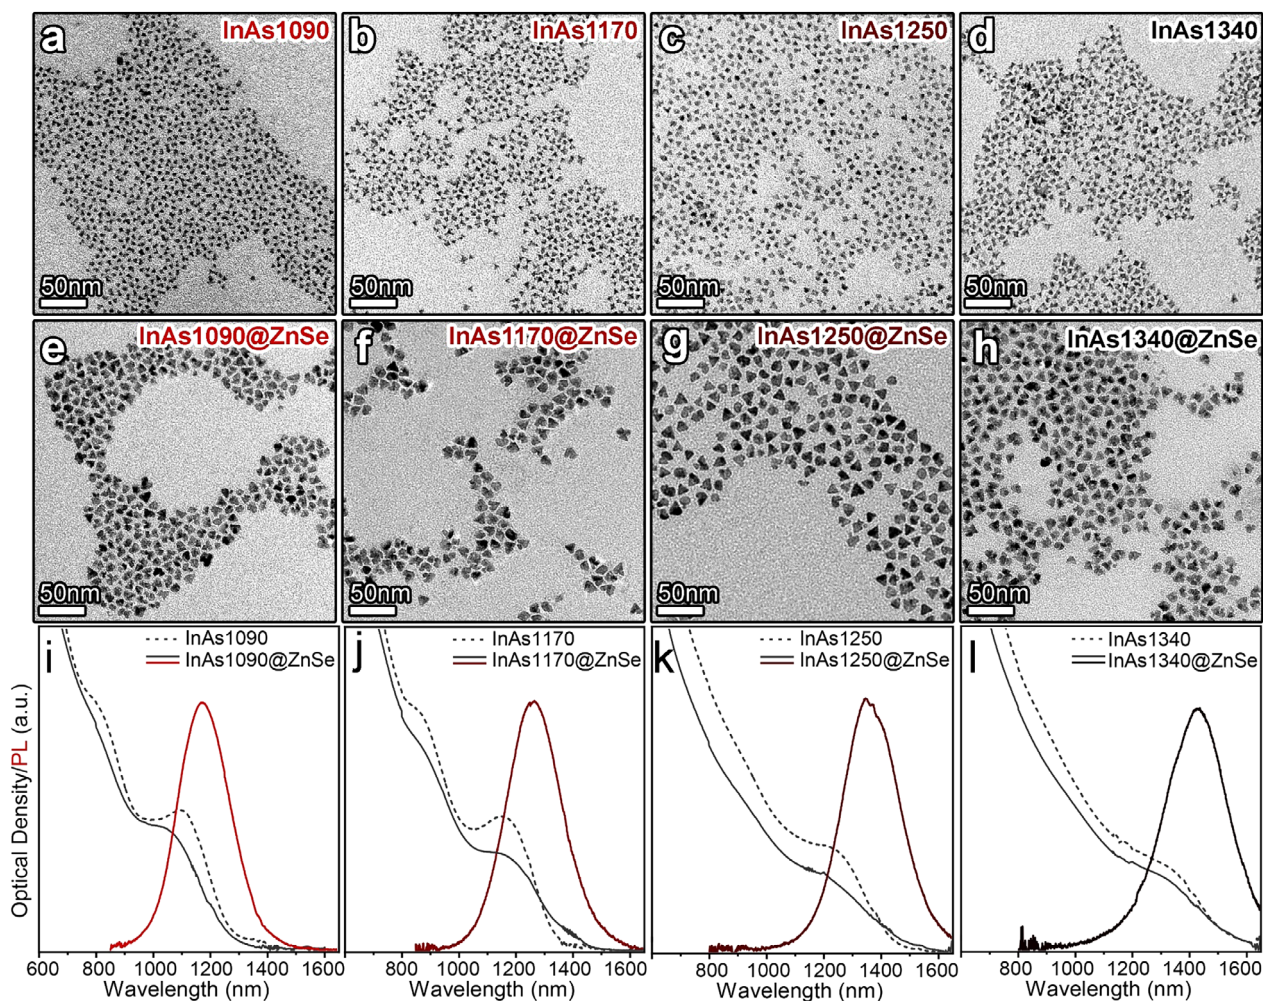 a InAs1090
b InAs1170
c InAs1250
d InAs1340
50nm
50nm
50nm
50nm
e InAs1090@ZnSe
f InAs1170@ZnSe
g InAs1250@ZnSe
h InAs1340@ZnSe
50nm
50nm
50nm
50nm
i
InAs1090
InAs1090@ZnSe
j
InAs1170
InAs1170@ZnSe
k
InAs1250
InAs1250@ZnSe
l
InAs1340
InAs1340@ZnSe
Optical Density/PL (a.u.)
600 800 1000 1200 1400 1600
800 1000 1200 1400 1600
800 1000 1200 1400 1600
800 1000 1200 1400 1600
Wavelength (nm)
Wavelength (nm)
Wavelength (nm)
Wavelength (nm)